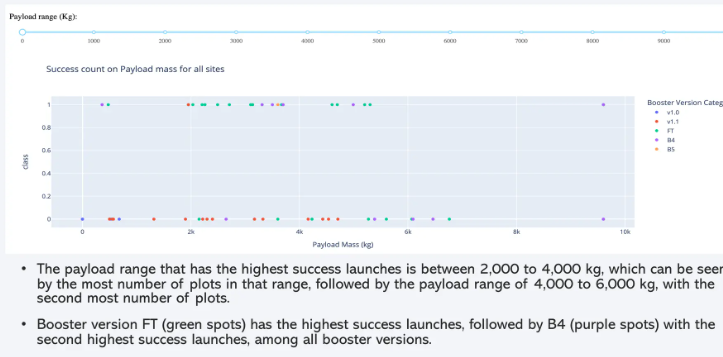 Payload range (Kg):
0 1000 2000 3000 4000 5000 6000 7000 8000 9000
Success count on Payload mass for all sites
Booster Version Categ
v1.0
v1.1
FT
B4
B5
1
0.8
0.6
0.4
0.2
0
class
0 2k 4k 6k 8k 10k
Payload Mass (kg)
• The payload range that has the highest success launches is between 2,000 to 4,000 kg, which can be seen
by the most number of plots in that range, followed by the payload range of 4,000 to 6,000 kg, with the
second most number of plots.
• Booster version FT (green spots) has the highest success launches, followed by B4 (purple spots) with the
second highest success launches, among all booster versions.